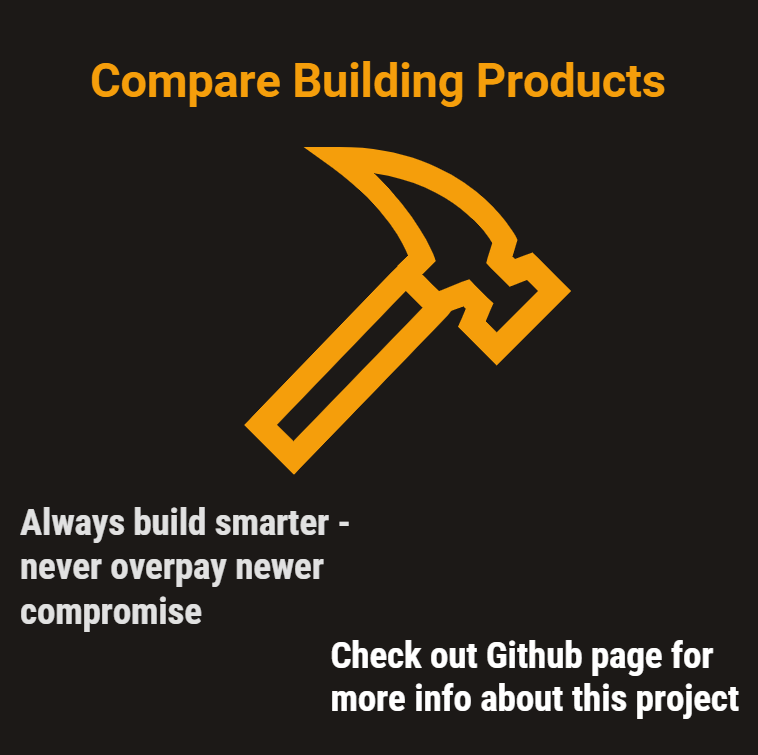 Compare Building Products
Always build smarter -
never overpay newer
compromise
Check out Github page for
more info about this project